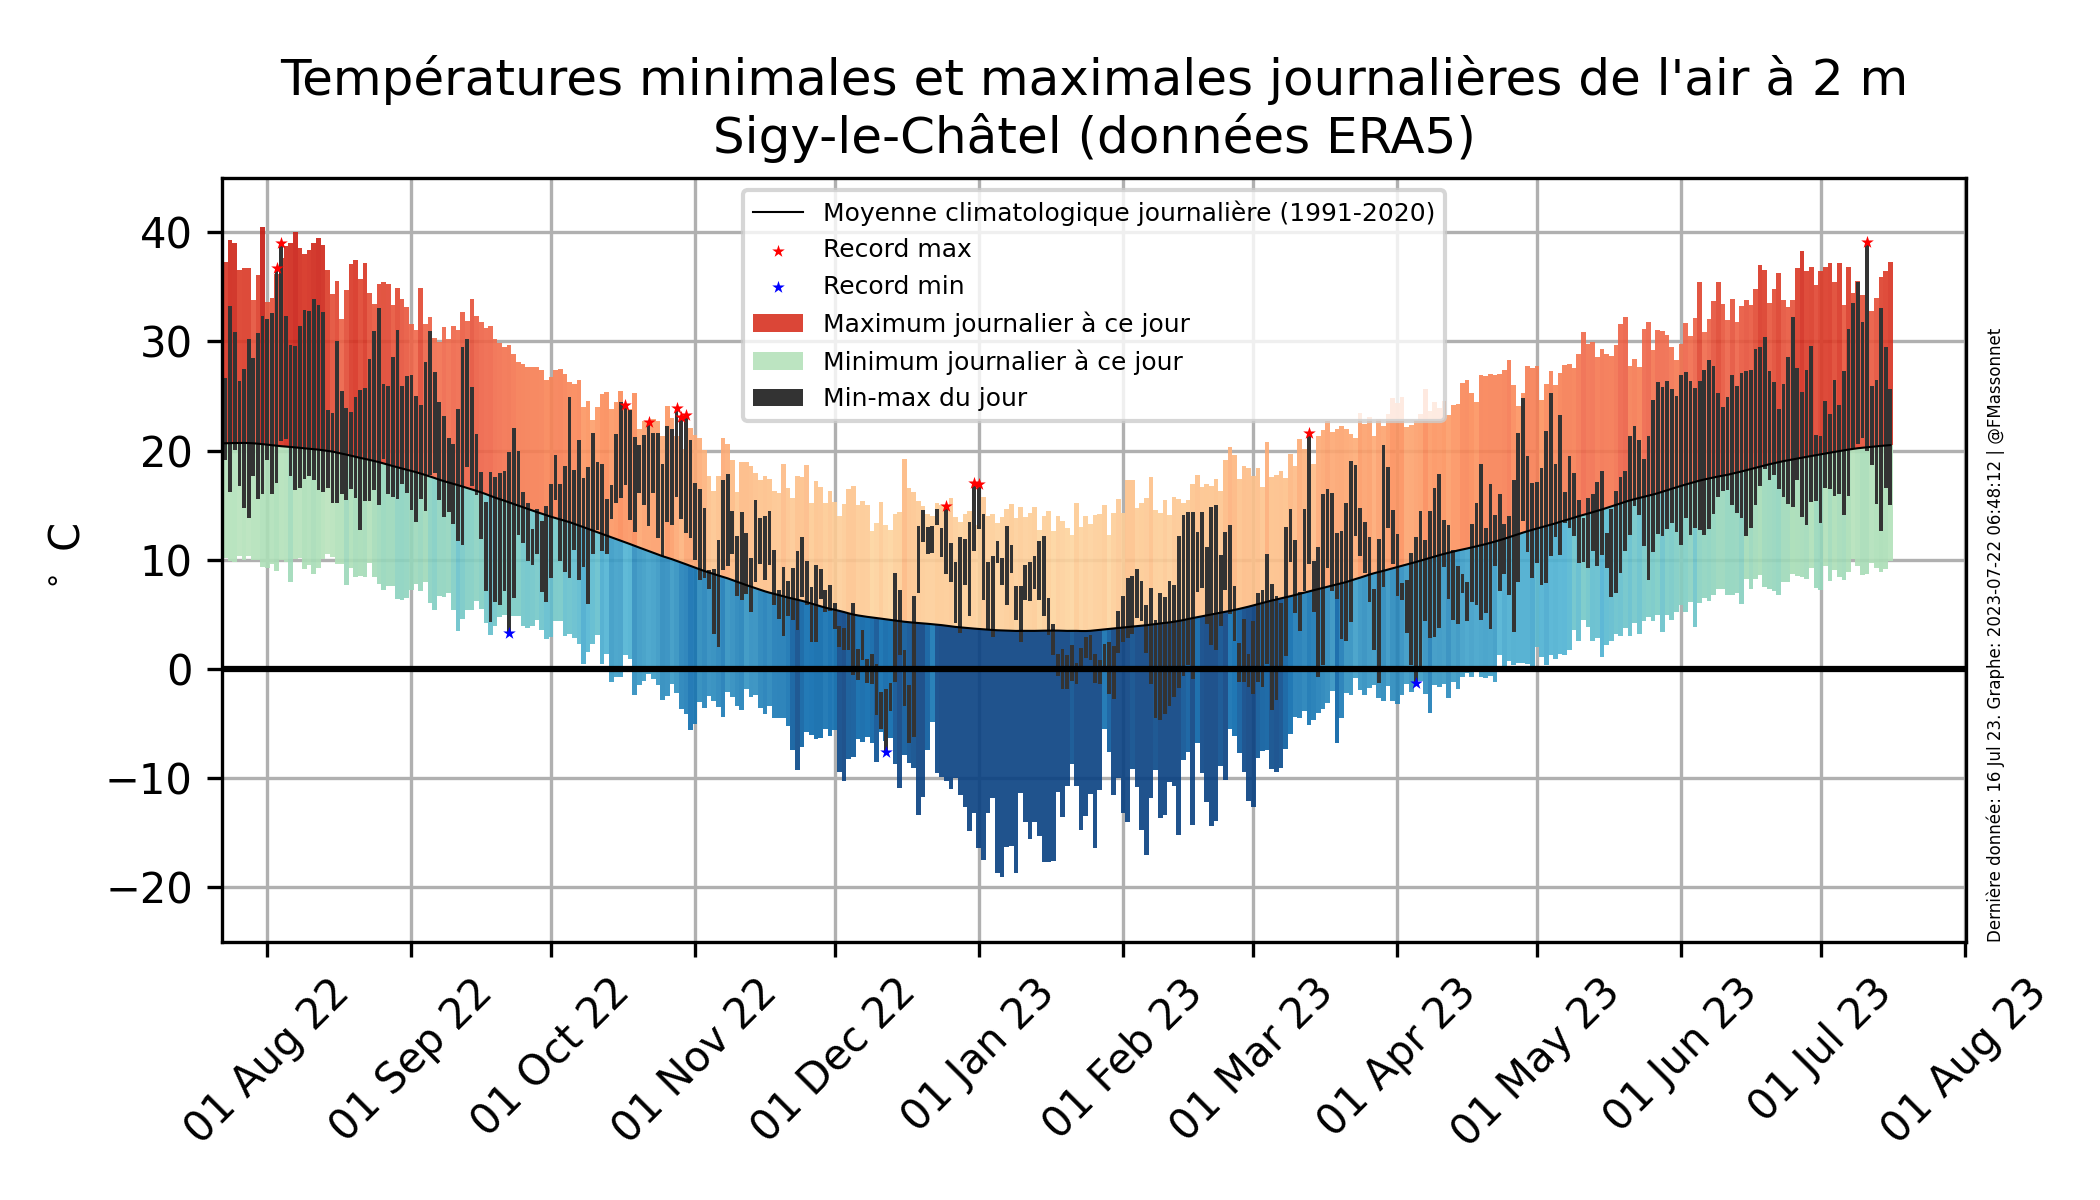 Températures minimales et maximales journalières de l'air à 2 m
Sigy-le-Châtel (données ERA5)
Moyenne climatologique journalière (1991-2020)
Record max
Record min
Maximum journalier à ce jour
Minimum journalier à ce jour
Min-max du jour
40
30
20
10
0
−10
−20
° C
01 Aug 22
01 Sep 22
01 Oct 22
01 Nov 22
01 Dec 22
01 Jan 23
01 Feb 23
01 Mar 23
01 Apr 23
01 May 23
01 Jun 23
01 Jul 23
01 Aug 23
Dernière donnée: 16 Jul 23. Graphe: 2023-07-22 06:48:12 | @FMassonnet